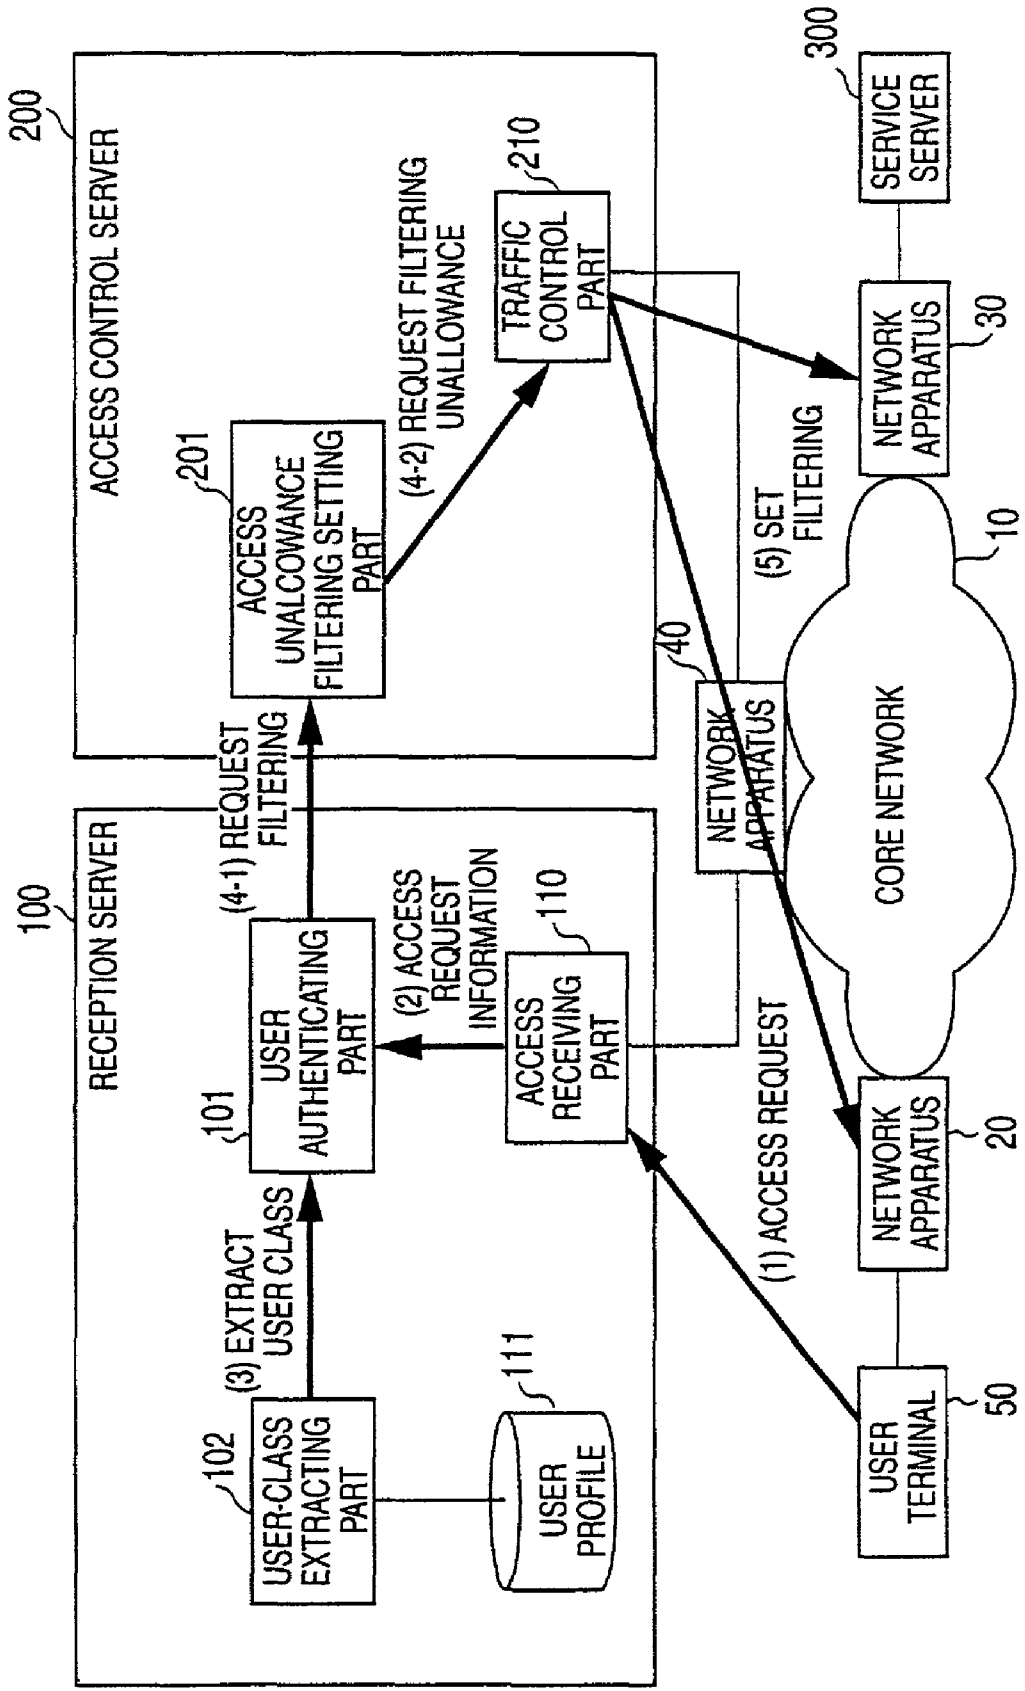 100
RECEPTION SERVER
102
USER-CLASS
EXTRACTING
PART
(3) EXTRACT
USER CLASS
101
USER
AUTHENTICATING
PART
(4-1) REQUEST
FILTERING
111
USER
PROFILE
110
ACCESS
RECEIVING
PART
(2) ACCESS
REQUEST
INFORMATION
200
ACCESS CONTROL SERVER
201
ACCESS
UNALCOWANCE
FILTERING SETTING
PART
(4-2) REQUEST FILTERING
UNALLOWANCE
210
TRAFFIC
CONTROL
PART
40
NETWORK
APPARATUS
(1) ACCESS REQUEST
(5) SET
FILTERING
USER
TERMINAL
50
NETWORK
APPARATUS
20
CORE NETWORK
10
NETWORK
APPARATUS
30
300
SERVICE
SERVER